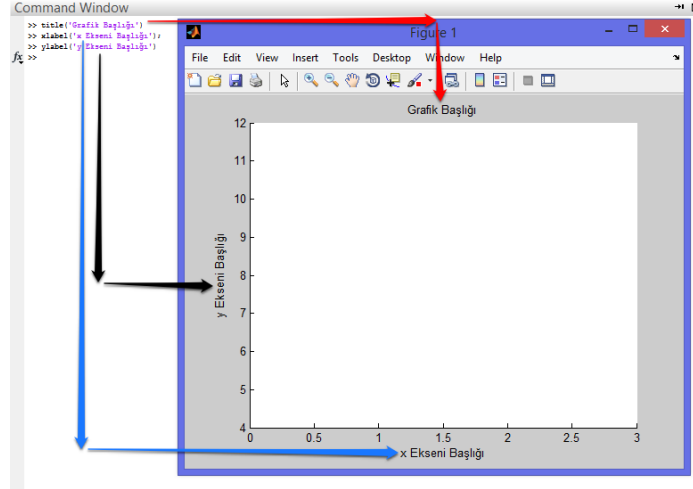 Command Window
>> title('Grafik Başlığı')
>> xlabel('x Ekseni Başlığı');
>> ylabel('y Ekseni Başlığı')
fx >>
Figure 1
File Edit View Insert Tools Desktop Window Help
Grafik Başlığı
12
11
10
9
8
7
6
5
4
y Ekseni Başlığı
0 0.5 1 1.5 2 2.5 3
x Ekseni Başlığı